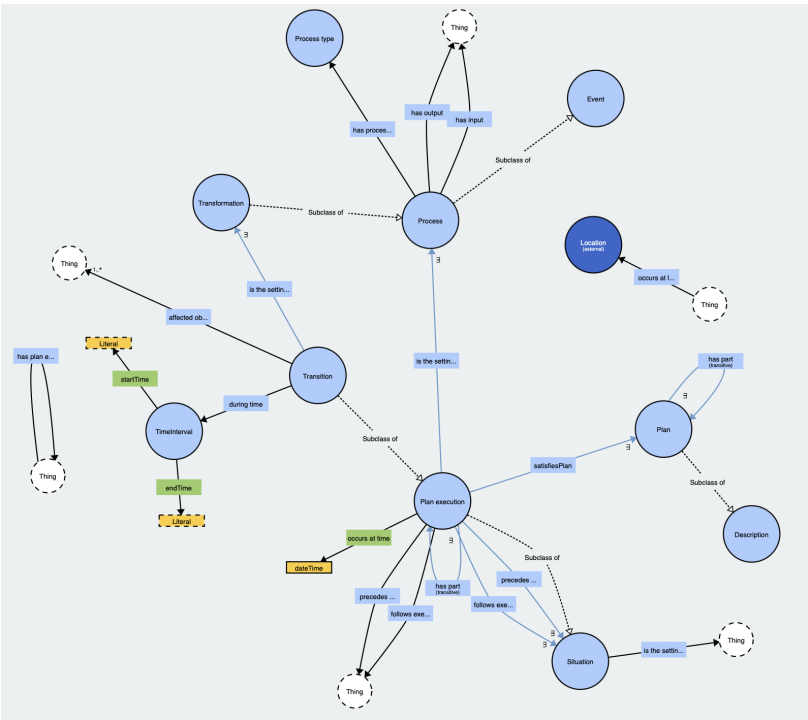 Process type
Thing
Event
has output
has input
has proces...
Subclass of
Transformation
Subclass of
E
Process
E
Location
(external)
Thing
1..*
occurs at l...
is the settin...
Thing
affected ob...
Literal
has plan e...
is the settin...
has part
(transitive)
startTime
Transition
E
during time
TimeInterval
Plan
Subclass of
E
satisfiesPlan
Thing
Subclass of
endTime
Plan execution
Literal
Description
occurs at time
E
Subclass of
dateTime
precedes ...
has part
(transitive)
precedes ...
follows exe...
follows exe...
E
E
Thing
is the settin...
Situation
Thing